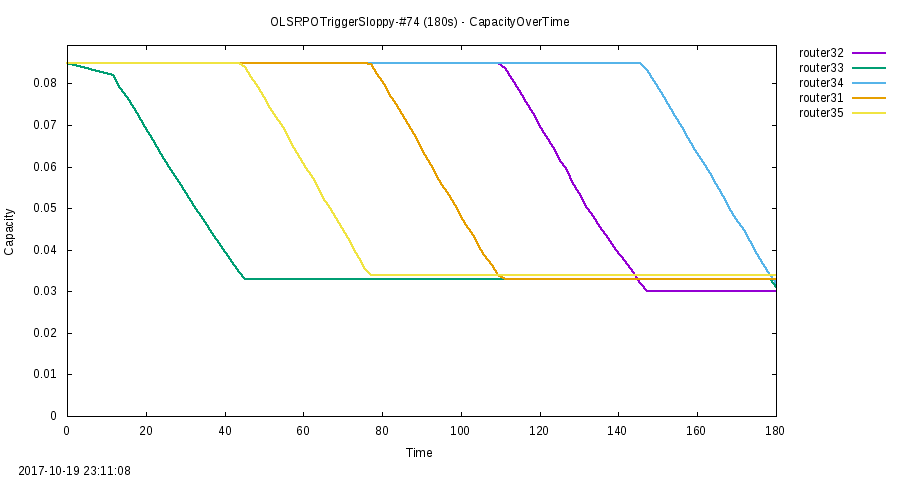 OLSRPOTriggerSloppy-#74 (180s) - CapacityOverTime
router32
router33
router34
router31
router35
0.08
0.07
0.06
0.05
0.04
0.03
0.02
0.01
0
Capacity
0 20 40 60 80 100 120 140 160 180
Time
2017-10-19 23:11:08